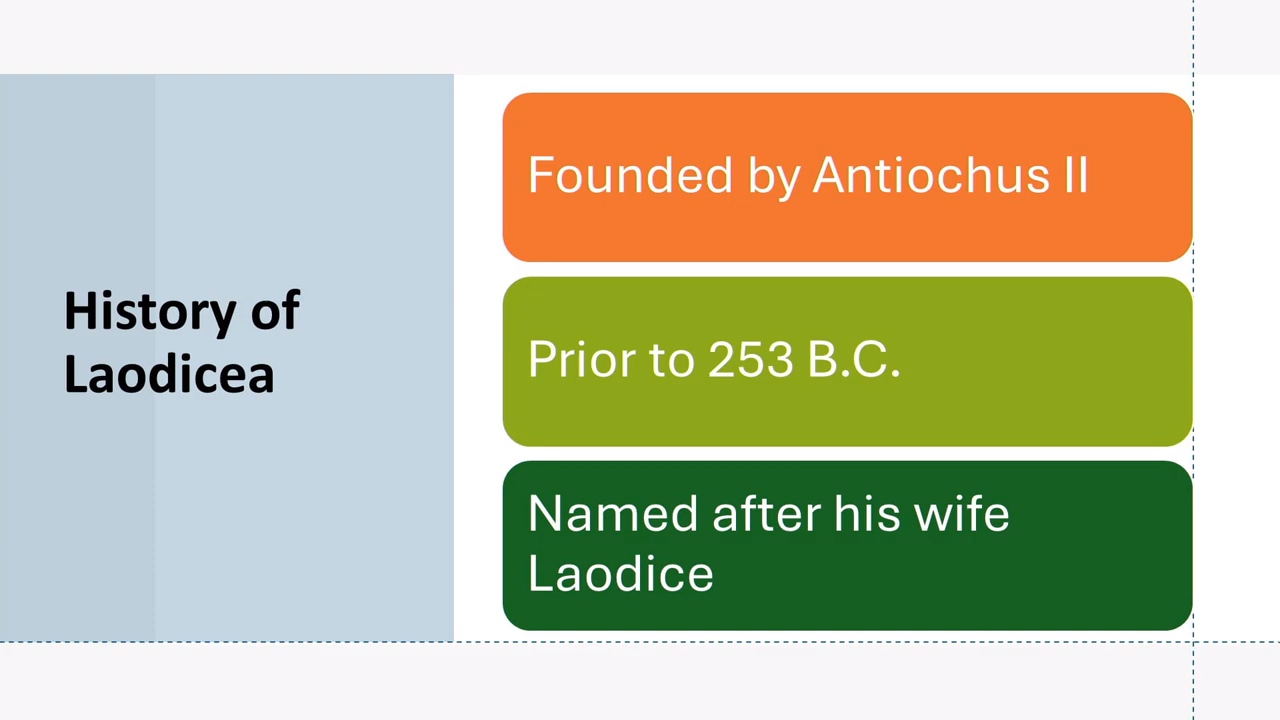 History of
Laodicea
Founded by Antiochus II
Prior to 253 B.C.
Named after his wife
Laodice